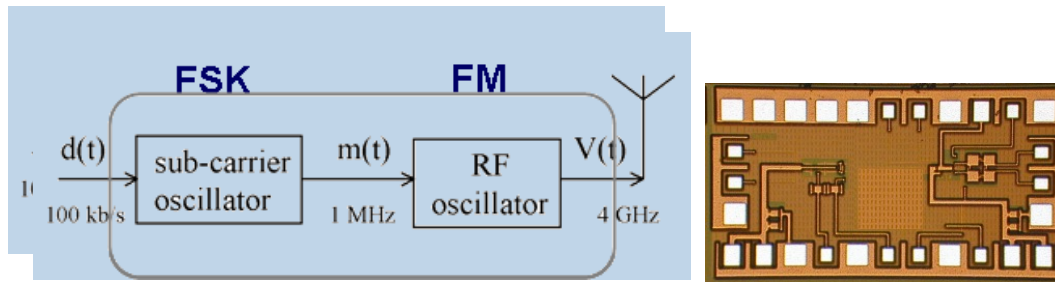 FSK
FM
d(t)
sub-carrier
oscillator
m(t)
RF
oscillator
V(t)
100 kb/s
1 MHz
4 GHz